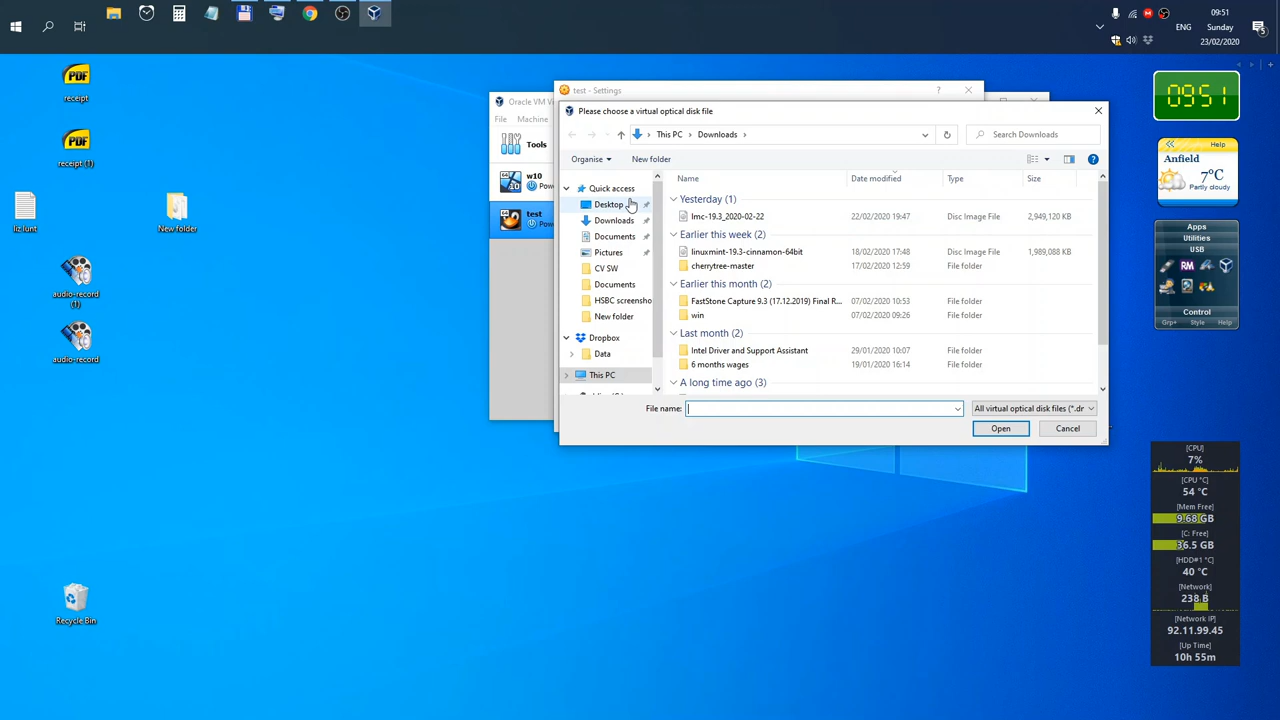 09:51
ENG
Sunday
23/02/2020
5
PDF
receipt
PDF
receipt (1)
liz lunt
New folder
audio-record
(1)
audio-record
Recycle Bin
Oracle VM Vi
File
Machine
Tools
w10
Powe
test
Powe
test - Settings
?
Please choose a virtual optical disk file
This PC
Downloads
Search Downloads
Organise
New folder
Quick access
Desktop
Downloads
Documents
Pictures
CV SW
Documents
HSBC screensho
New folder
Dropbox
Data
This PC
Name
Date modified
Type
Size
Yesterday (1)
lmc-19.3_2020-02-22
22/02/2020 19:47
Disc Image File
2,949,120 KB
Earlier this week (2)
linuxmint-19.3-cinnamon-64bit
18/02/2020 17:48
Disc Image File
1,989,088 KB
cherrytree-master
17/02/2020 12:59
File folder
Earlier this month (2)
FastStone Capture 9.3 (17.12.2019) Final R...
07/02/2020 10:53
File folder
win
07/02/2020 09:26
File folder
Last month (2)
Intel Driver and Support Assistant
29/01/2020 10:07
File folder
6 months wages
19/01/2020 16:14
File folder
A long time ago (3)
File name:
All virtual optical disk files (*.dr
Open
Cancel
09:51
Help
Anfield
7°C
Partly cloudy
Apps
Utilities
USB
RM
Control
Grp+
Style
Help
[CPU]
7%
[CPU °C]
54 °C
[Mem Free]
9.68 GB
[C: Free]
36.5 GB
[HDD#1 °C]
40 °C
[Network]
238 B
[Network IP]
92.11.99.45
[Up Time]
10h 55m